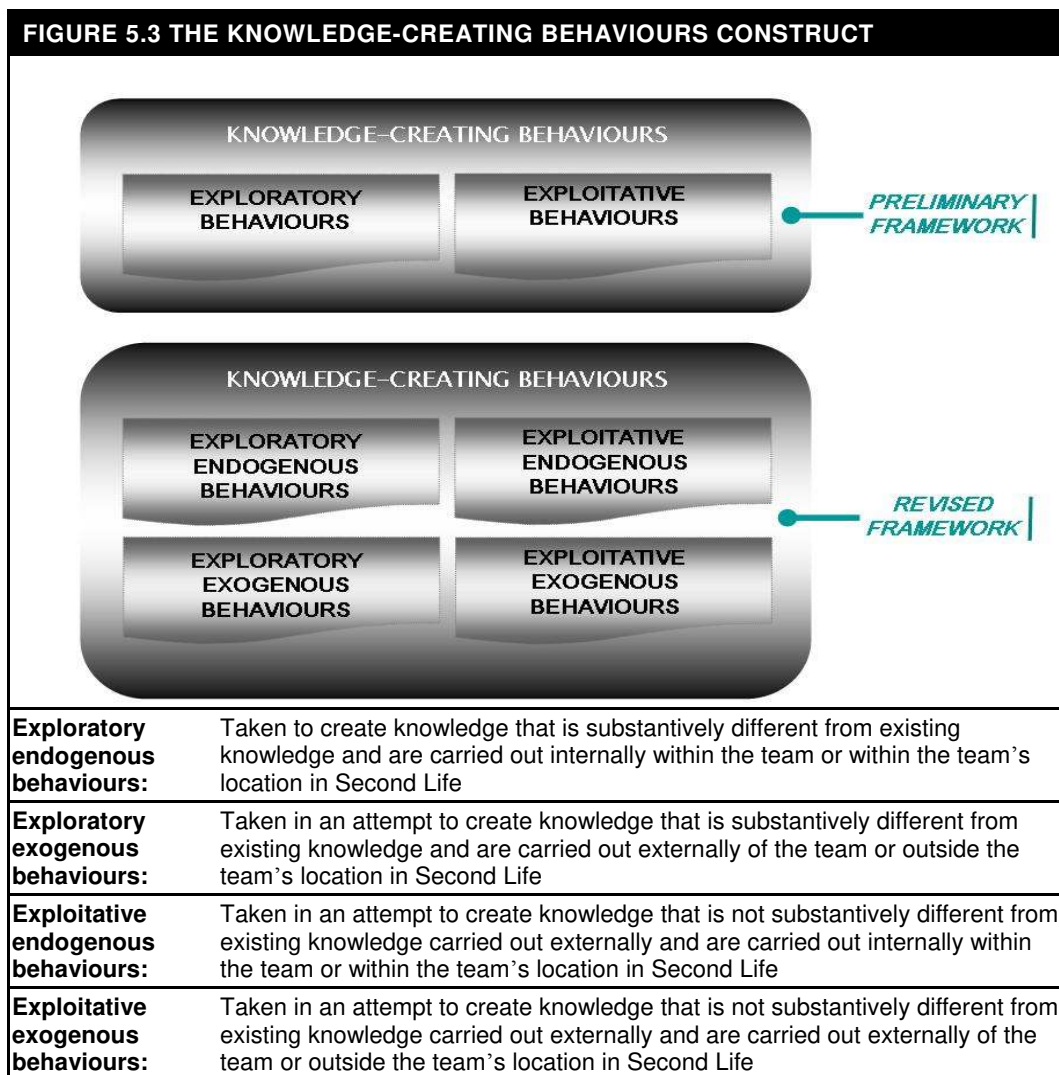 FIGURE 5.3 THE KNOWLEDGE-CREATING BEHAVIOURS CONSTRUCT
KNOWLEDGE-CREATING BEHAVIOURS
EXPLORATORY
BEHAVIOURS
EXPLOITATIVE
BEHAVIOURS
PRELIMINARY
FRAMEWORK
KNOWLEDGE-CREATING BEHAVIOURS
EXPLORATORY
ENDOGENOUS
BEHAVIOURS
EXPLOITATIVE
ENDOGENOUS
BEHAVIOURS
EXPLORATORY
EXOGENOUS
BEHAVIOURS
EXPLOITATIVE
EXOGENOUS
BEHAVIOURS
REVISED
FRAMEWORK
Exploratory
endogenous
behaviours:
Taken to create knowledge that is substantively different from existing
knowledge and are carried out internally within the team or within the team’s
location in Second Life
Exploratory
exogenous
behaviours:
Taken in an attempt to create knowledge that is substantively different from
existing knowledge and are carried out externally of the team or outside the
team’s location in Second Life
Exploitative
endogenous
behaviours:
Taken in an attempt to create knowledge that is not substantively different from
existing knowledge carried out externally and are carried out internally within
the team or within the team’s location in Second Life
Exploitative
exogenous
behaviours:
Taken in an attempt to create knowledge that is not substantively different from
existing knowledge carried out externally and are carried out externally of the
team or outside the team’s location in Second Life